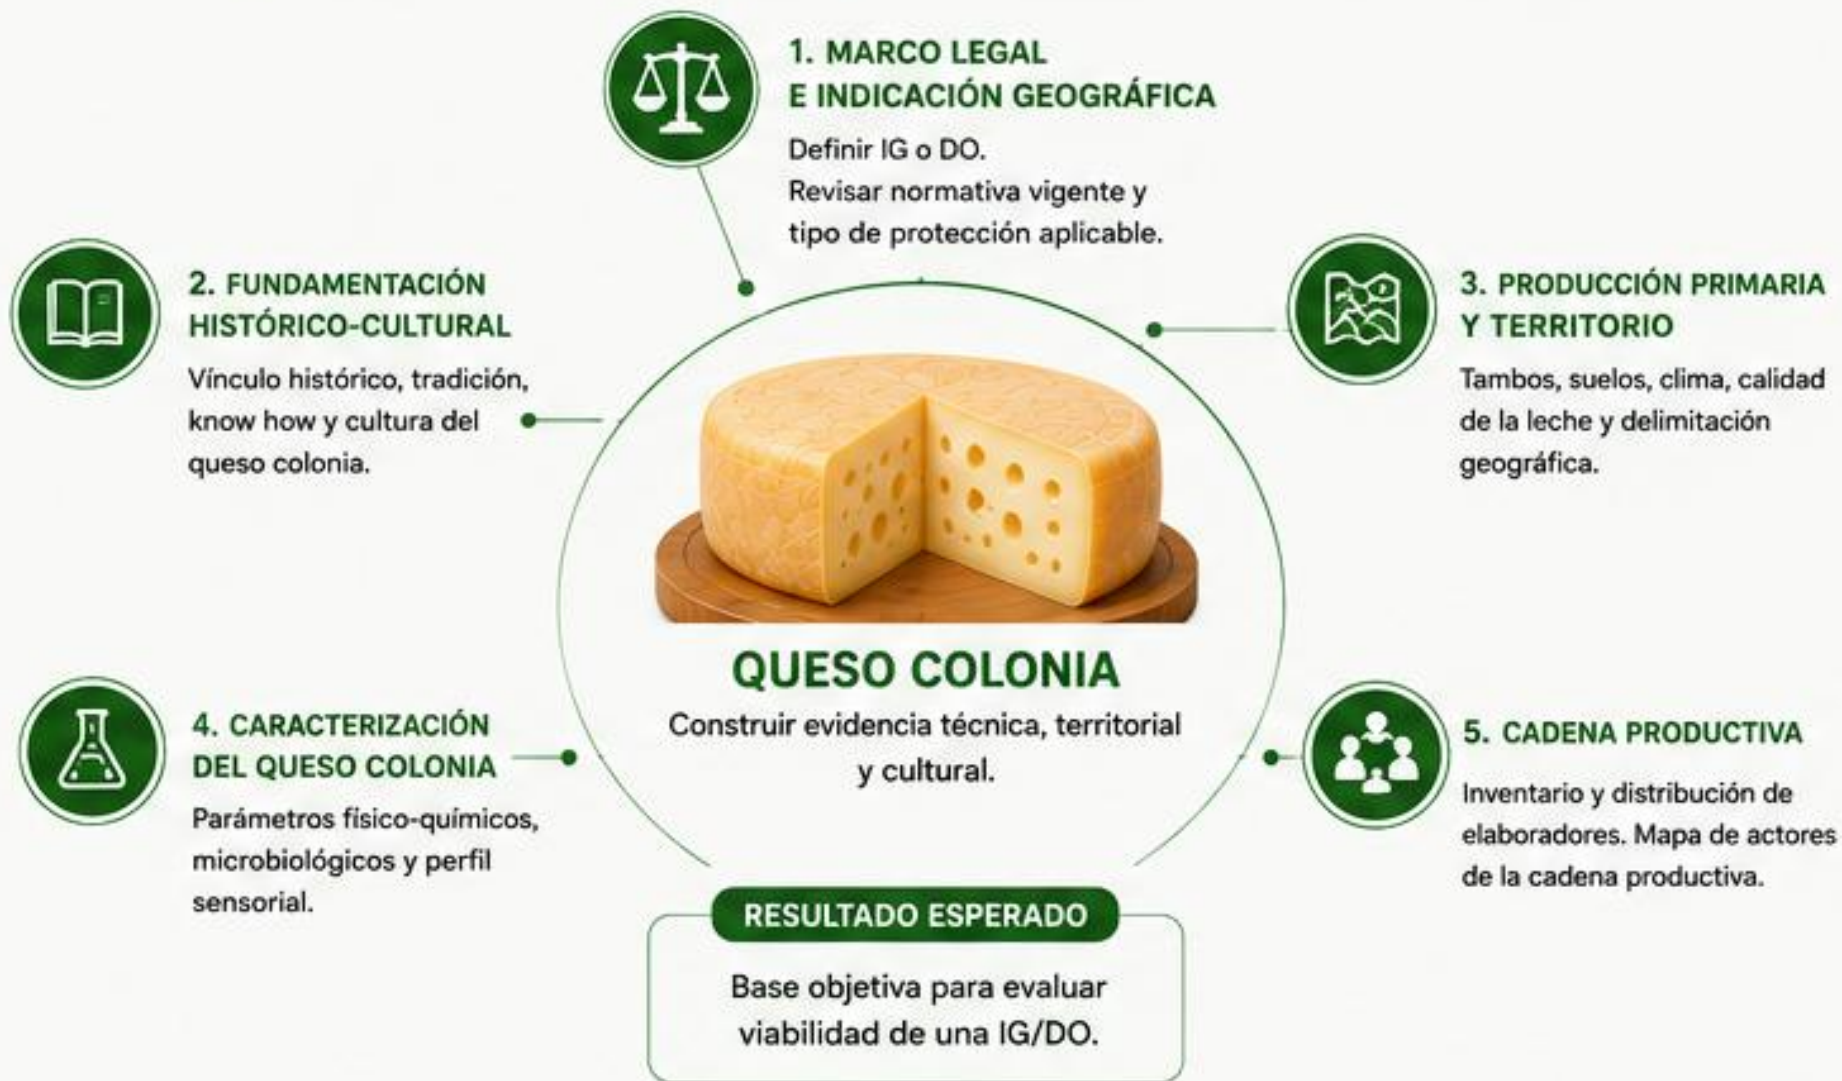 1. MARCO LEGAL
E INDICACIÓN GEOGRÁFICA
Definir IG o DO.
Revisar normativa vigente y
tipo de protección aplicable.
2. FUNDAMENTACIÓN
HISTÓRICO-CULTURAL
Vínculo histórico, tradición,
know how y cultura del
queso colonia.
3. PRODUCCIÓN PRIMARIA
Y TERRITORIO
Tambos, suelos, clima, calidad
de la leche y delimitación
geográfica.
QUESO COLONIA
Construir evidencia técnica, territorial
y cultural.
4. CARACTERIZACIÓN
DEL QUESO COLONIA
Parámetros físico-químicos,
microbiológicos y perfil
sensorial.
5. CADENA PRODUCTIVA
Inventario y distribución de
elaboradores. Mapa de actores
de la cadena productiva.
RESULTADO ESPERADO
Base objetiva para evaluar
viabilidad de una IG/DO.